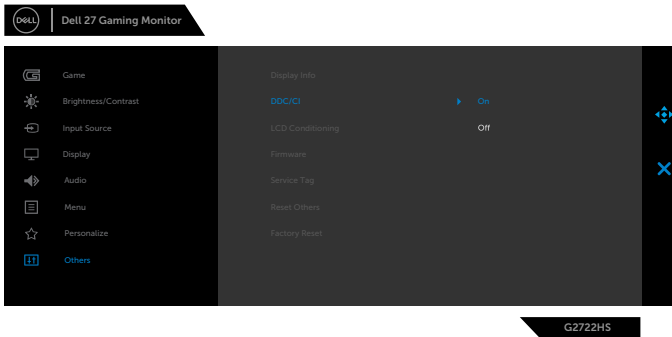 DELL Dell 27 Gaming Monitor
Game Display Info
Brightness/Contrast DDC/CI On
Input Source LCD Conditioning Off
Display Firmware
Audio Service Tag
Menu Reset Others
Personalize Factory Reset
Others
G2722HS